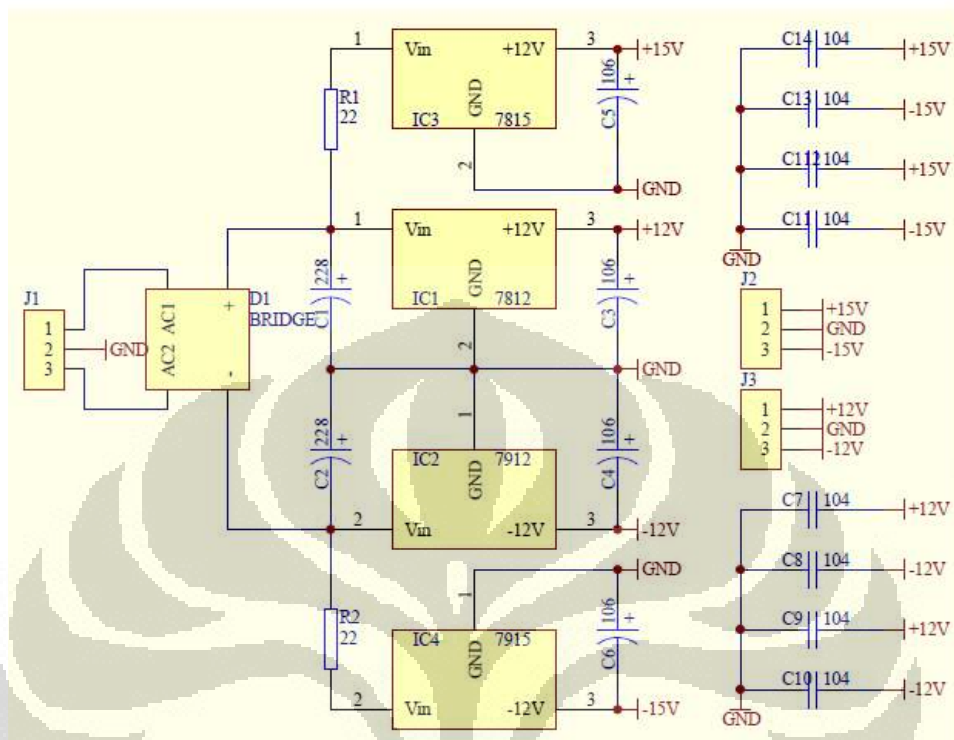 1
Vin
+12V
3
+15V
GND
IC3
7815
2
R1
22
106
+
C5
GND
1
Vin
+12V
3
+12V
GND
IC1
7812
2
228
+
C1
106
+
C3
GND
J1
1
2
3
GND
AC1
AC2
+
-
D1
BRIDGE
228
+
C2
1
IC2
7912
GND
2
Vin
-12V
3
-12V
106
+
C4
R2
22
GND
1
IC4
7915
GND
2
Vin
-12V
3
-15V
106
+
C6
C14
104
+15V
C13
104
-15V
C112
104
+15V
C11
104
-15V
GND
J2
1
+15V
2
GND
3
-15V
J3
1
+12V
2
GND
3
-12V
C7
104
+12V
C8
104
-12V
C9
104
+12V
C10
104
-12V
GND